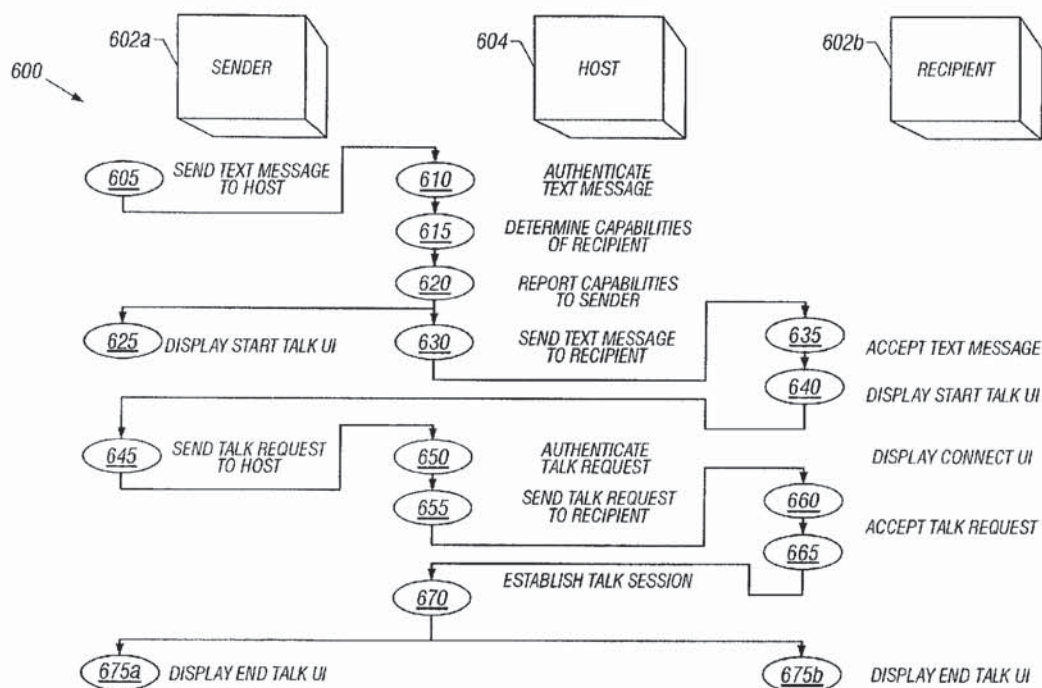 602a
SENDER
604
HOST
602b
RECIPIENT
600
605
SEND TEXT MESSAGE
TO HOST
610
AUTHENTICATE
TEXT MESSAGE
615
DETERMINE CAPABILITIES
OF RECIPIENT
620
REPORT CAPABILITIES
TO SENDER
625
DISPLAY START TALK UI
630
SEND TEXT MESSAGE
TO RECIPIENT
635
ACCEPT TEXT MESSAGE
640
DISPLAY START TALK UI
645
SEND TALK REQUEST
TO HOST
650
AUTHENTICATE
TALK REQUEST
DISPLAY CONNECT UI
655
SEND TALK REQUEST
TO RECIPIENT
660
ACCEPT TALK REQUEST
665
ESTABLISH TALK SESSION
670
675a
DISPLAY END TALK UI
675b
DISPLAY END TALK UI